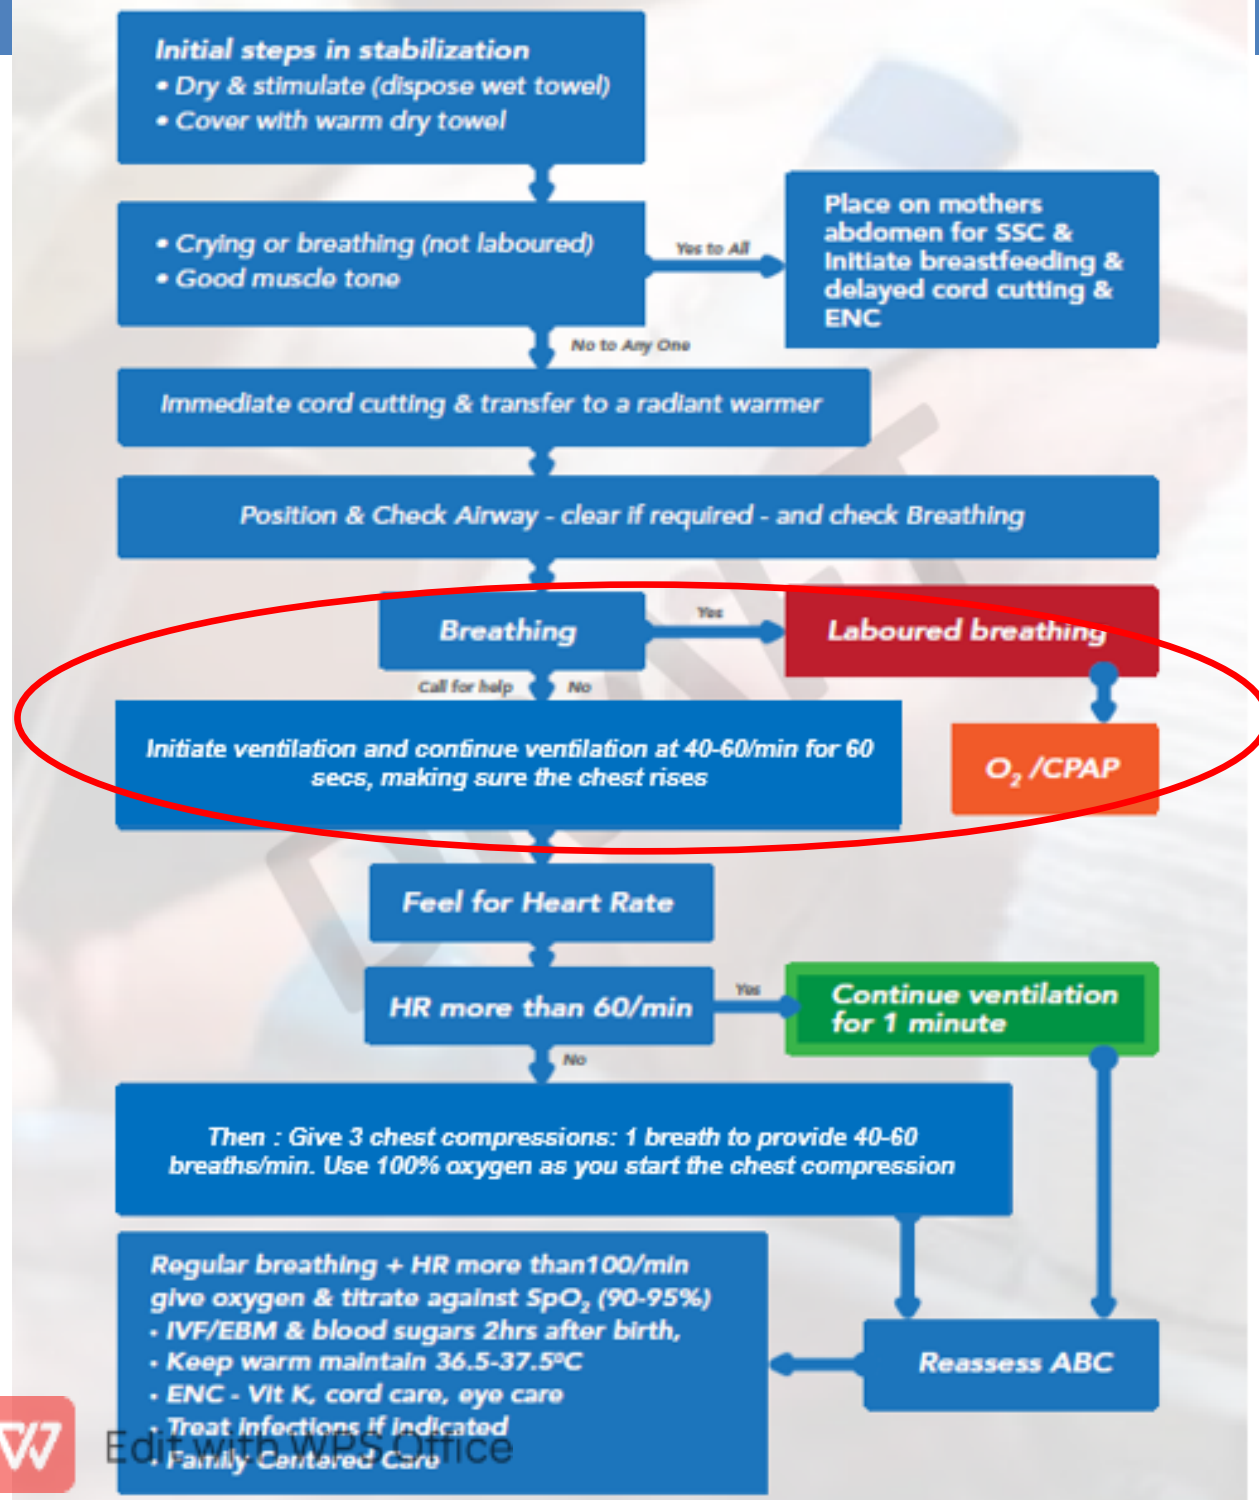 Initial steps in stabilization
• Dry & stimulate (dispose wet towel)
• Cover with warm dry towel
• Crying or breathing (not laboured)
• Good muscle tone
Yes to All
Place on mothers
abdomen for SSC &
Initiate breastfeeding &
delayed cord cutting &
ENC
No to Any One
Immediate cord cutting & transfer to a radiant warmer
Position & Check Airway - clear if required - and check Breathing
Breathing
Yes
Laboured breathing
Call for help
No
Initiate ventilation and continue ventilation at 40-60/min for 60
secs, making sure the chest rises
O₂ /CPAP
Feel for Heart Rate
HR more than 60/min
Yes
Continue ventilation
for 1 minute
No
Then : Give 3 chest compressions: 1 breath to provide 40-60
breaths/min. Use 100% oxygen as you start the chest compression
Regular breathing + HR more than100/min
give oxygen & titrate against SpO₂ (90-95%)
- IVF/EBM & blood sugars 2hrs after birth,
- Keep warm maintain 36.5-37.5ºC
- ENC - Vit K, cord care, eye care
- Treat infections if indicated
- Family Centered Care
Reassess ABC
DRAFT
W
Edit with WPS Office